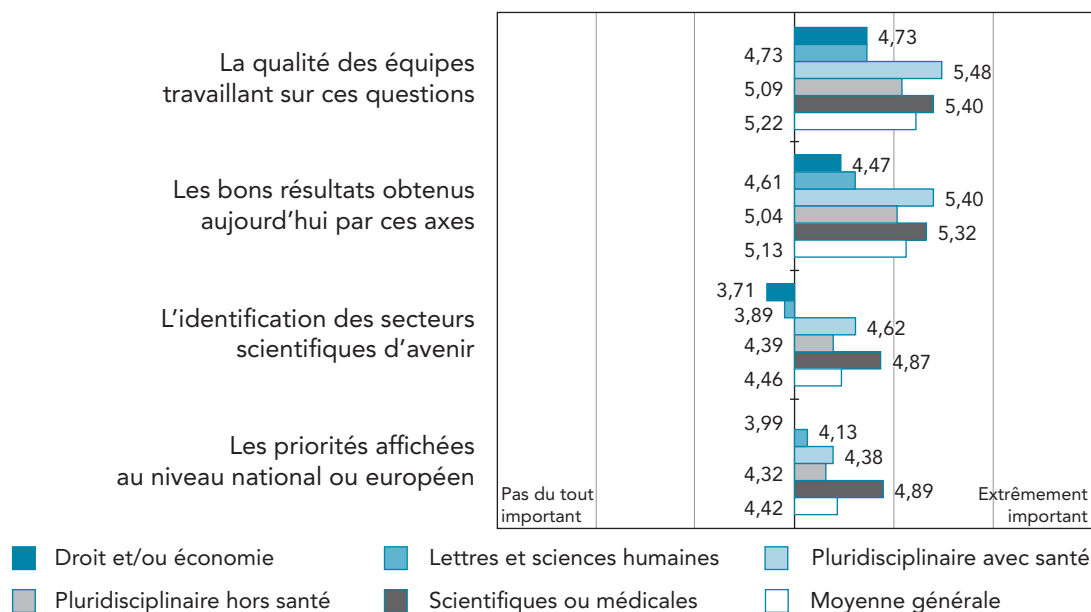 La qualité des équipes
travaillant sur ces questions
4,73
4,73
5,48
5,09
5,40
5,22
Les bons résultats obtenus
aujourd'hui par ces axes
4,47
4,61
5,40
5,04
5,32
5,13
L'identification des secteurs
scientifiques d'avenir
3,71
3,89
4,62
4,39
4,87
4,46
Les priorités affichées
au niveau national ou européen
3,99
4,13
4,38
4,32
4,89
4,42
Pas du tout
important
Extrêmement
important
Droit et/ou économie
Lettres et sciences humaines
Pluridisciplinaire avec santé
Pluridisciplinaire hors santé
Scientifiques ou médicales
Moyenne générale